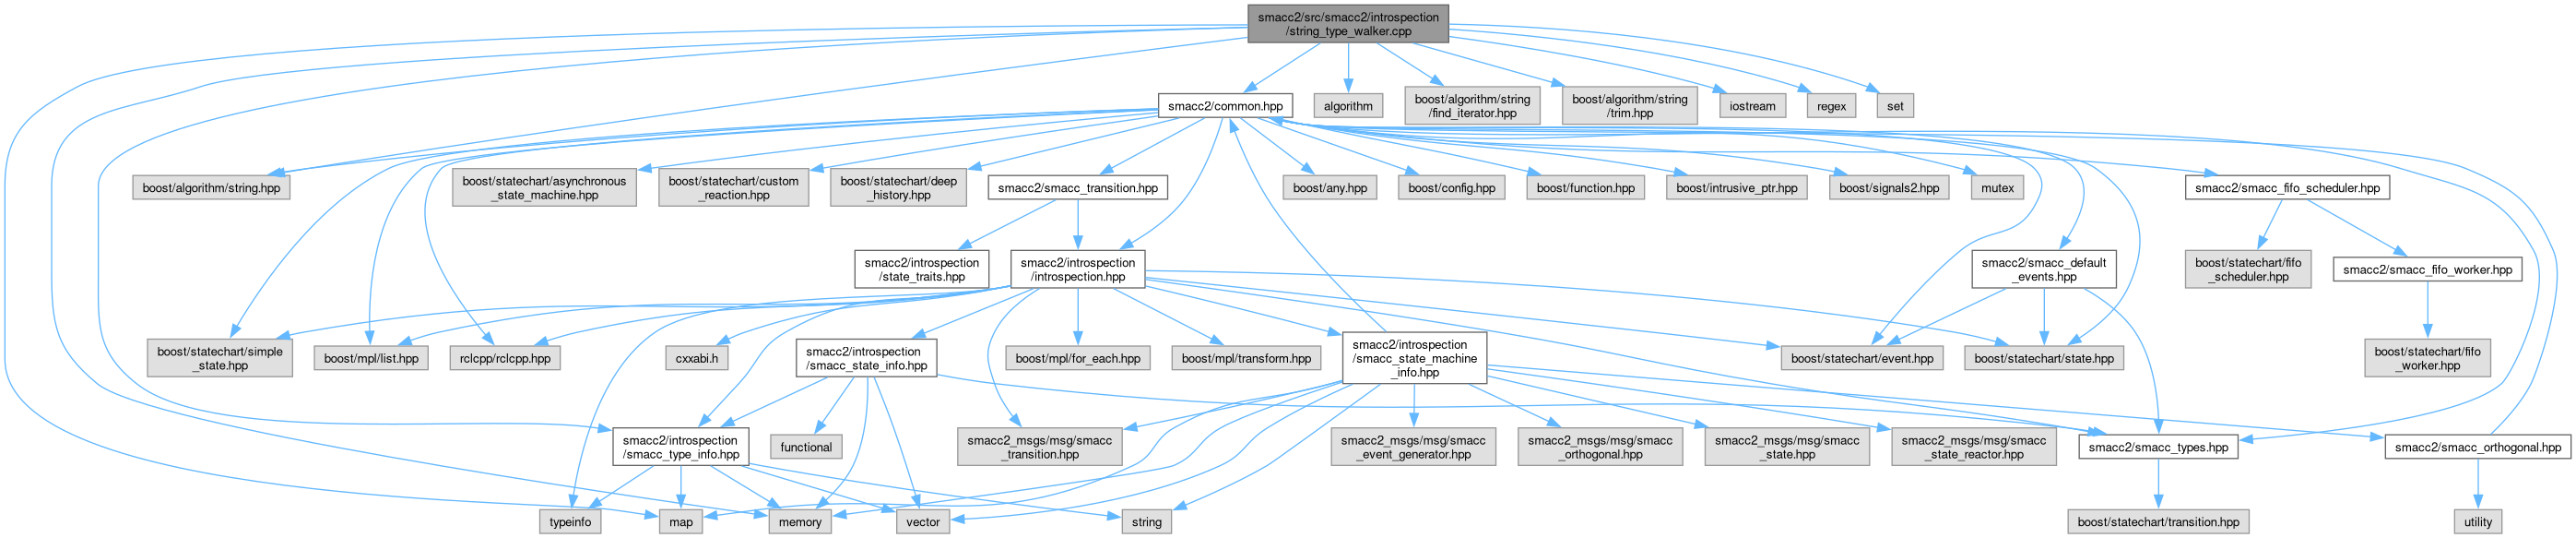 smacc2/src/smacc2/introspection
/string_type_walker.cpp
smacc2/common.hpp
algorithm
boost/algorithm/string
/find_iterator.hpp
boost/algorithm/string
/trim.hpp
iostream
regex
set
boost/algorithm/string.hpp
boost/statechart/asynchronous
_state_machine.hpp
boost/statechart/custom
_reaction.hpp
boost/statechart/deep
_history.hpp
smacc2/smacc_transition.hpp
boost/any.hpp
boost/config.hpp
boost/function.hpp
boost/intrusive_ptr.hpp
boost/signals2.hpp
mutex
smacc2/smacc_fifo_scheduler.hpp
smacc2/introspection
/state_traits.hpp
smacc2/introspection
/introspection.hpp
smacc2/smacc_default
_events.hpp
boost/statechart/fifo
_scheduler.hpp
smacc2/smacc_fifo_worker.hpp
boost/statechart/simple
_state.hpp
boost/mpl/list.hpp
rclcpp/rclcpp.hpp
cxxabi.h
smacc2/introspection
/smacc_state_info.hpp
boost/mpl/for_each.hpp
boost/mpl/transform.hpp
smacc2/introspection
/smacc_state_machine
_info.hpp
boost/statechart/event.hpp
boost/statechart/state.hpp
boost/statechart/fifo
_worker.hpp
smacc2/introspection
/smacc_type_info.hpp
functional
smacc2_msgs/msg/smacc
_transition.hpp
smacc2_msgs/msg/smacc
_event_generator.hpp
smacc2_msgs/msg/smacc
_orthogonal.hpp
smacc2_msgs/msg/smacc
_state.hpp
smacc2_msgs/msg/smacc
_state_reactor.hpp
smacc2/smacc_types.hpp
smacc2/smacc_orthogonal.hpp
typeinfo
map
memory
vector
string
boost/statechart/transition.hpp
utility